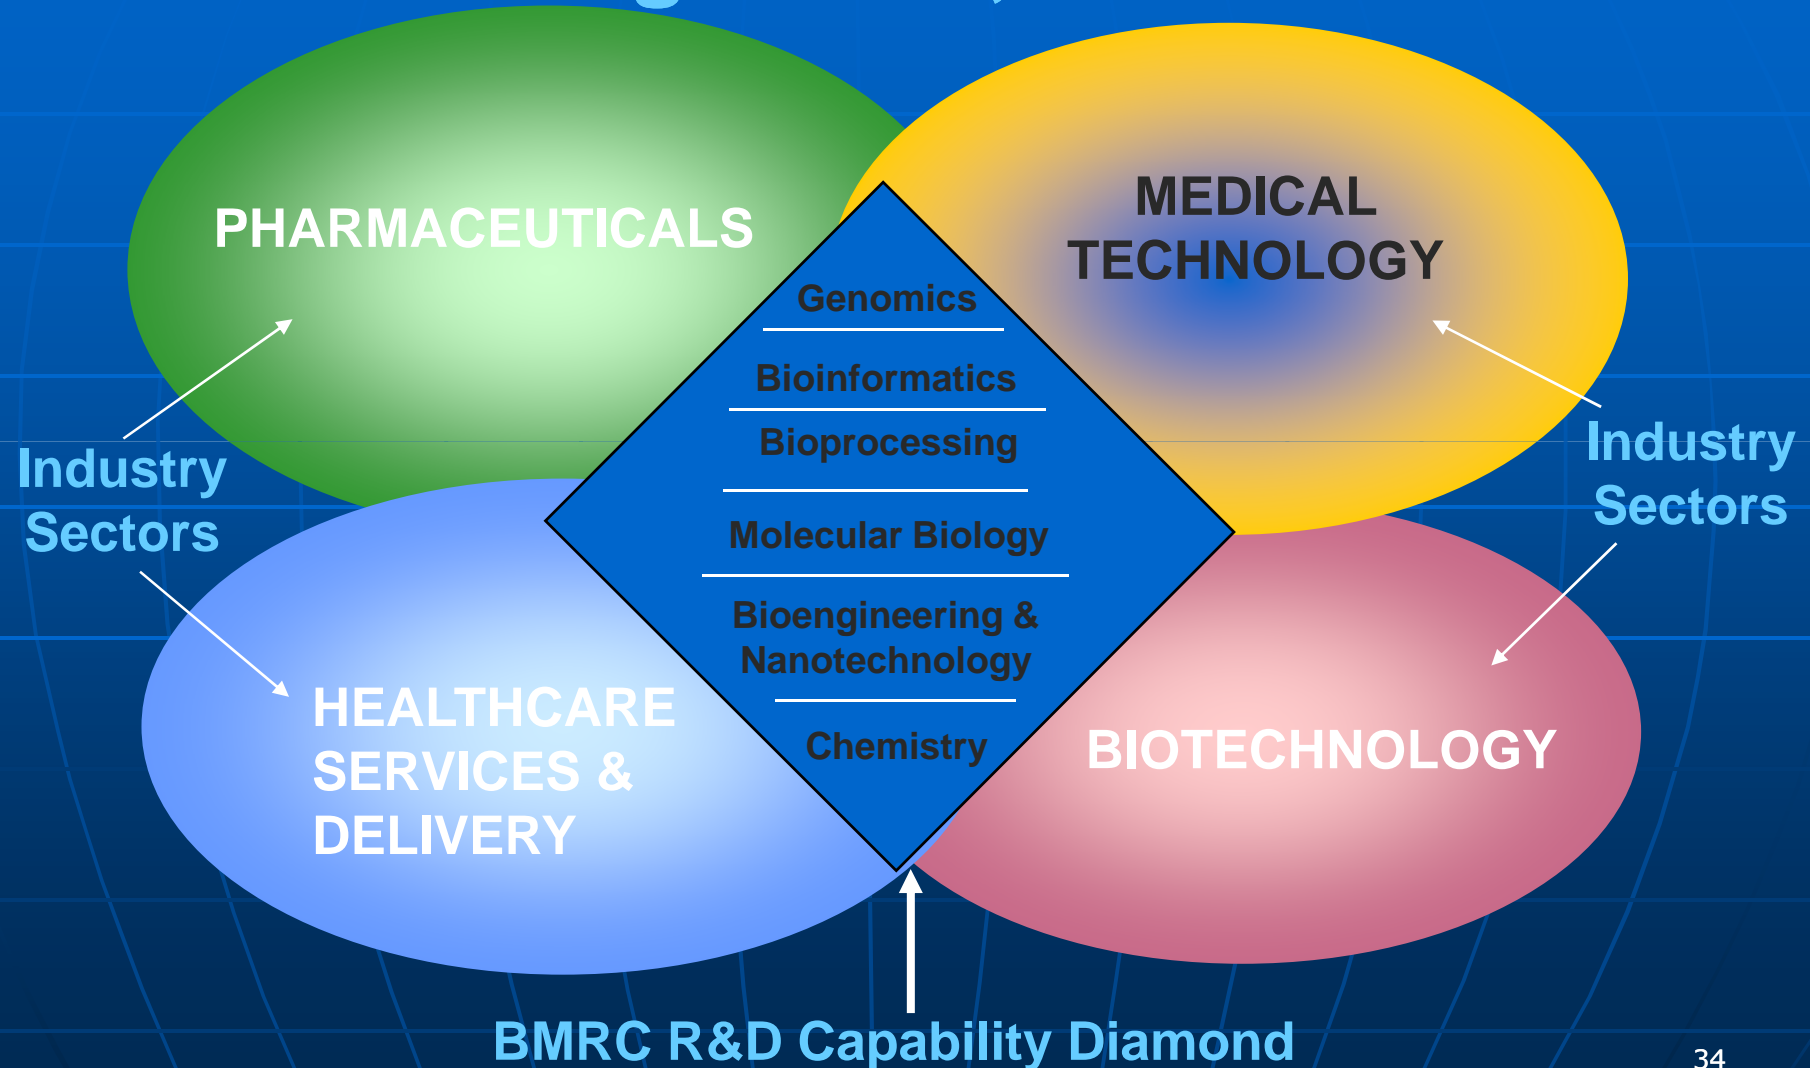 PHARMACEUTICALS
MEDICAL
TECHNOLOGY
Genomics
Bioinformatics
Bioprocessing
Molecular Biology
Bioengineering &
Nanotechnology
Chemistry
Industry
Sectors
Industry
Sectors
HEALTHCARE
SERVICES &
DELIVERY
BIOTECHNOLOGY
BMRC R&D Capability Diamond
34